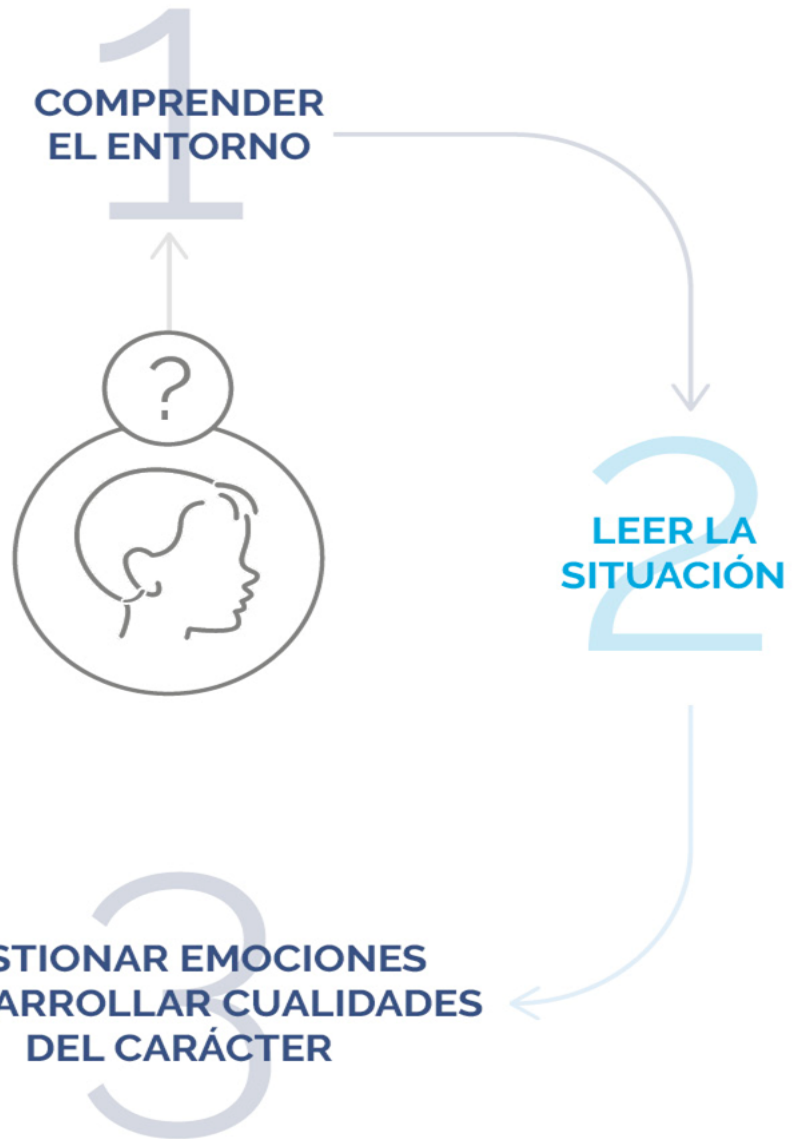 1
COMPRENDER
EL ENTORNO
?
2
LEER LA
SITUACIÓN
3
STIONAR EMOCIONES
ARROLLAR CUALIDADES
DEL CARÁCTER